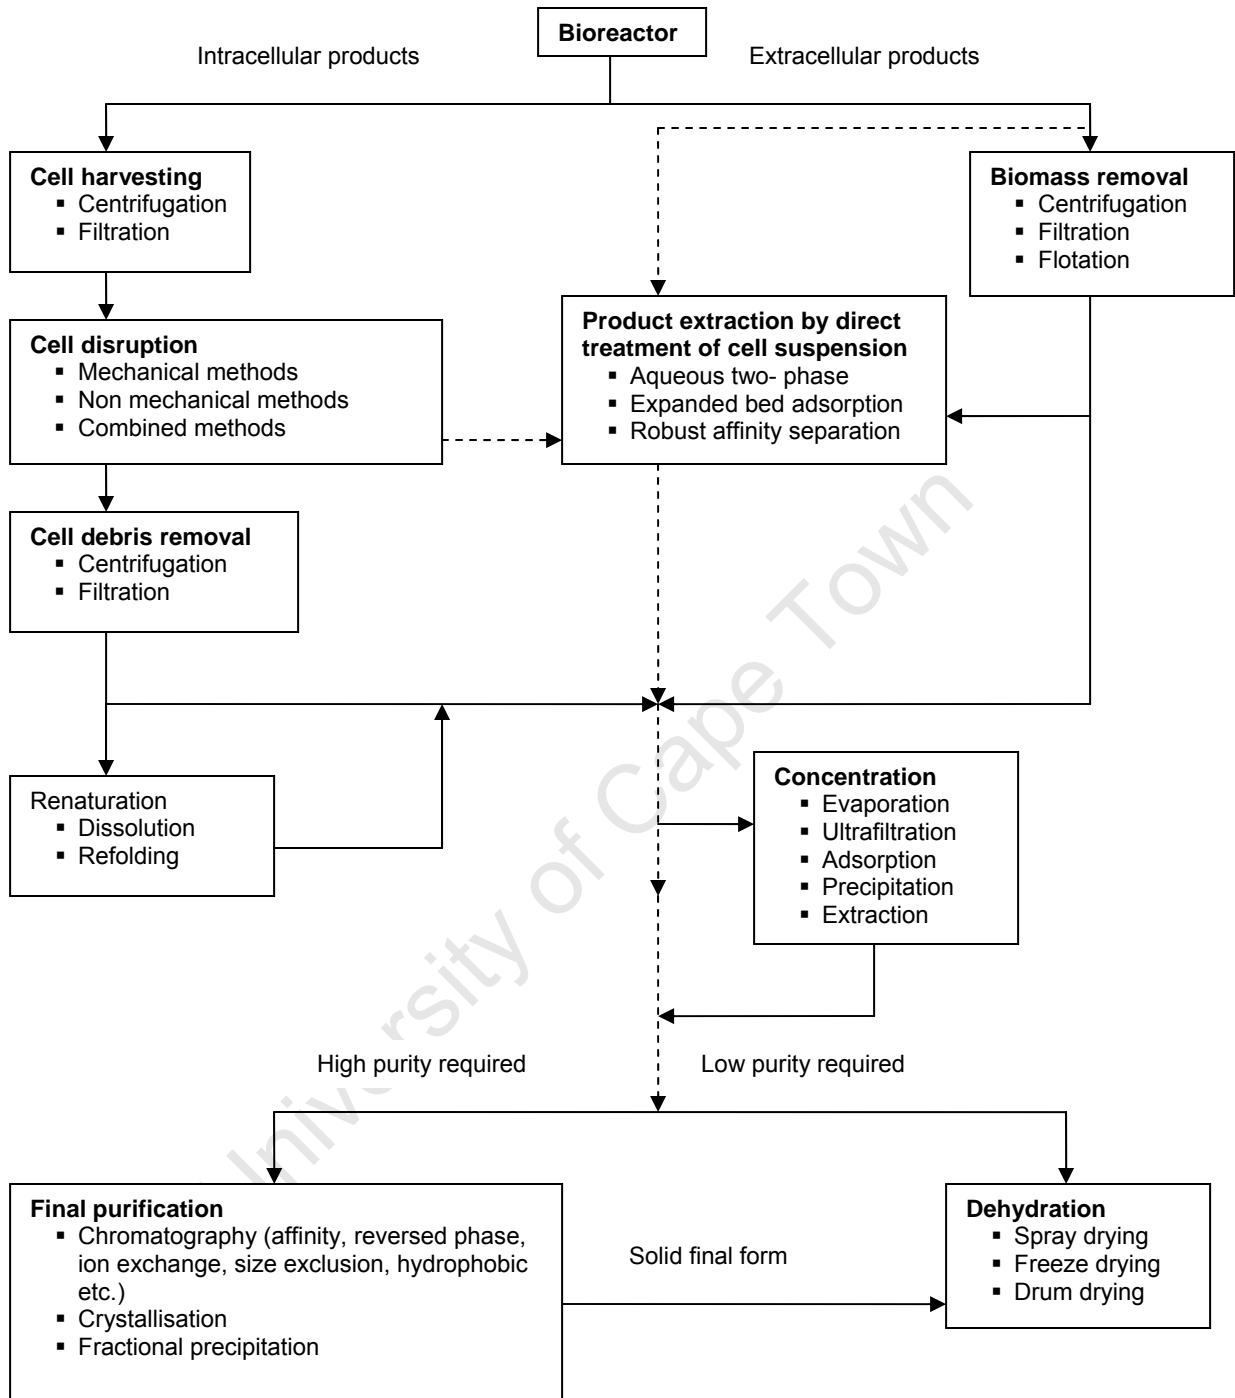 Bioreactor
Intracellular products
Extracellular products
Cell harvesting
▪ Centrifugation
▪ Filtration
Biomass removal
▪ Centrifugation
▪ Filtration
▪ Flotation
Cell disruption
▪ Mechanical methods
▪ Non mechanical methods
▪ Combined methods
Product extraction by direct
treatment of cell suspension
▪ Aqueous two- phase
▪ Expanded bed adsorption
▪ Robust affinity separation
Cell debris removal
▪ Centrifugation
▪ Filtration
Renaturation
▪ Dissolution
▪ Refolding
Concentration
▪ Evaporation
▪ Ultrafiltration
▪ Adsorption
▪ Precipitation
▪ Extraction
High purity required
Low purity required
Final purification
▪ Chromatography (affinity, reversed phase,
ion exchange, size exclusion, hydrophobic
etc.)
▪ Crystallisation
▪ Fractional precipitation
Solid final form
Dehydration
▪ Spray drying
▪ Freeze drying
▪ Drum drying
University of Cape Town